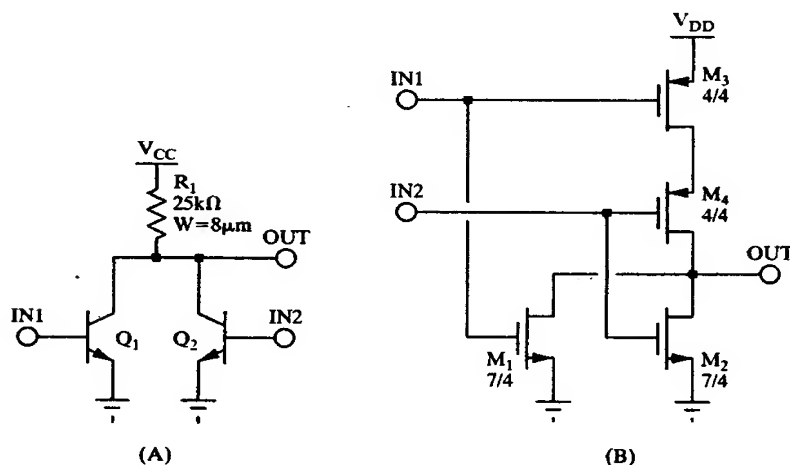 V_CC
R_1
25kΩ
W=8μm
OUT
IN1
Q_1
Q_2
IN2
(A)
V_DD
IN1
M_3
4/4
IN2
M_4
4/4
OUT
M_1
7/4
M_2
7/4
(B)